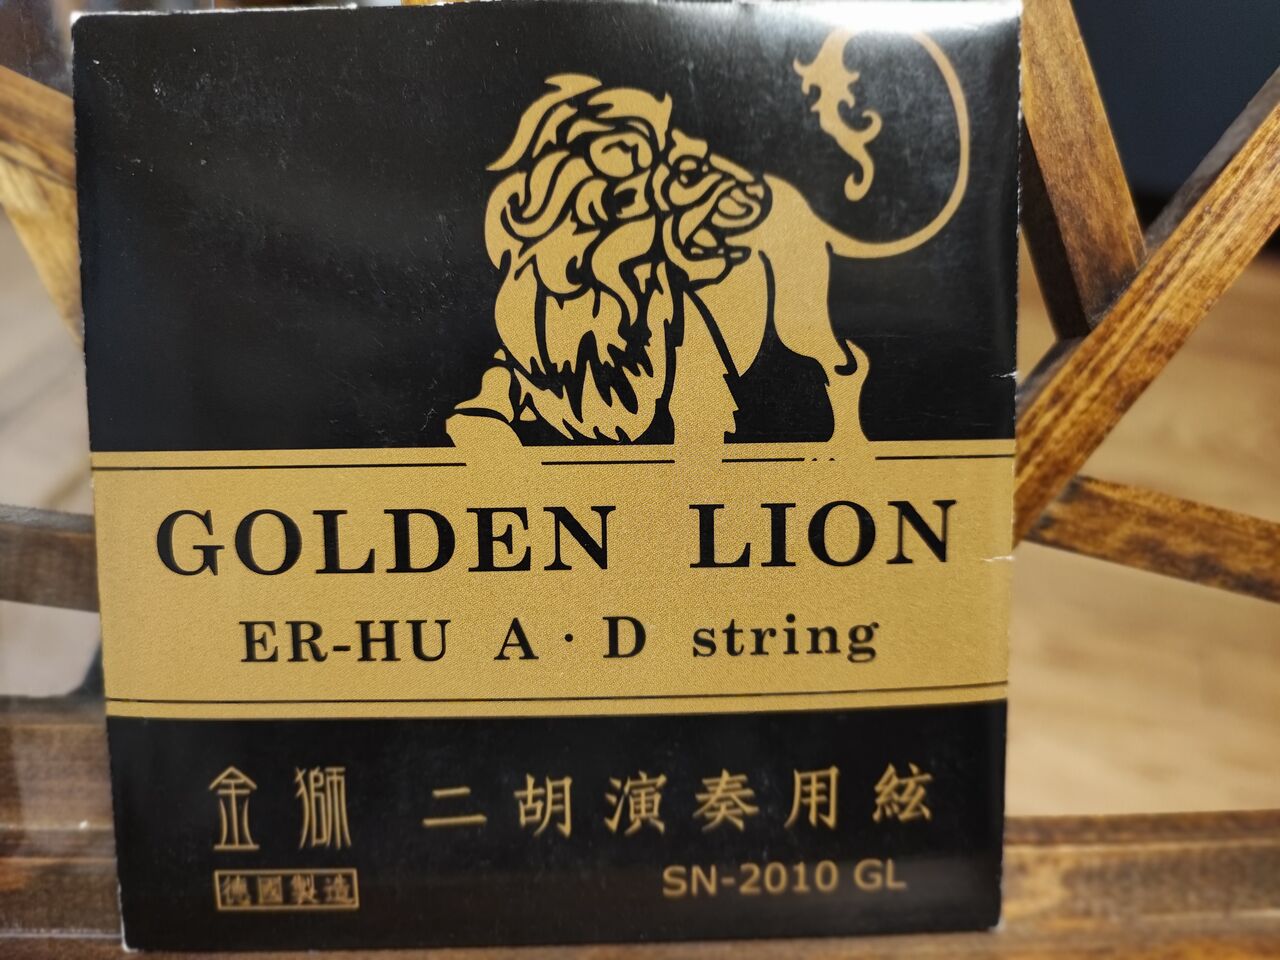 GOLDEN LION
ER-HU A·D string
金獅 二胡演奏用絃
德國製造 SN-2010 GL